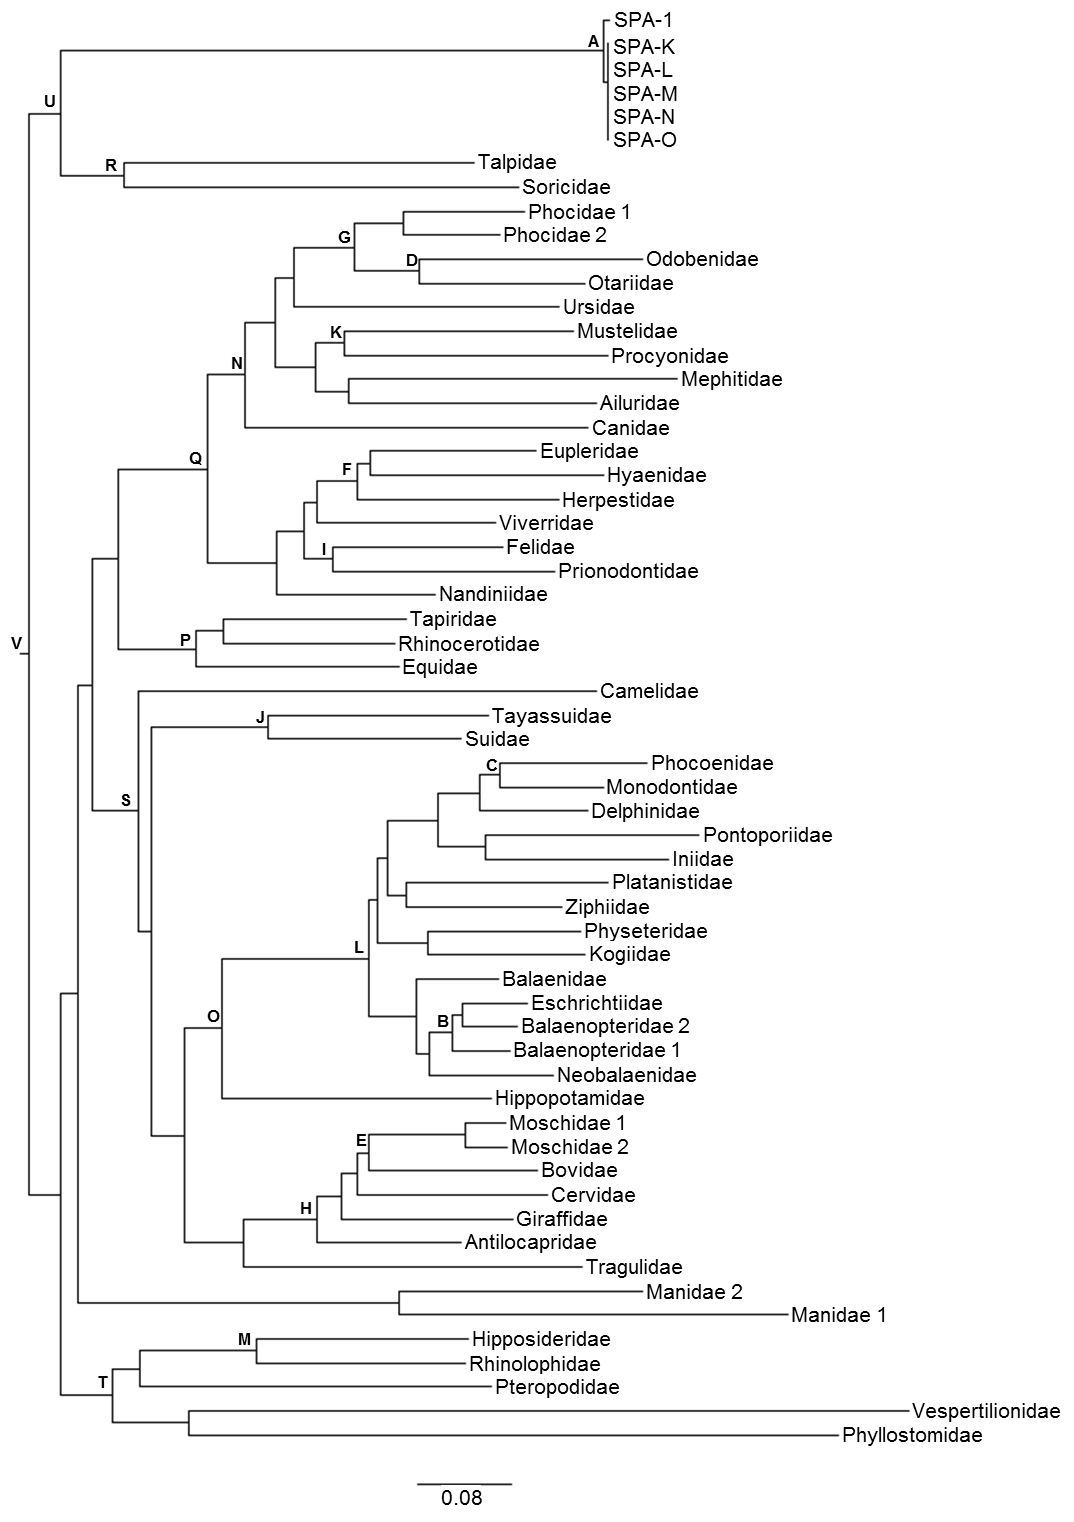 SPA-1
A
SPA-K
SPA-L
SPA-M
U
SPA-N
SPA-O
Talpidae
R
Soricidae
Phocidae 1
Phocidae 2
G
Odobenidae
D
Otariidae
Ursidae
Mustelidae
K
Procyonidae
N
Mephitidae
Ailuridae
Canidae
Eupleridae
Q
F
Hyaenidae
Herpestidae
Viverridae
Felidae
I
Prionodontidae
Nandiniidae
Tapiridae
P
Rhinocerotidae
V
Equidae
Camelidae
Tayassuidae
J
Suidae
Phocoenidae
C
Monodontidae
S
Delphinidae
Pontoporiidae
Iniidae
Platanistidae
Ziphiidae
Physeteridae
L
Kogiidae
Balaenidae
Eschrichtiidae
O
B
Balaenopteridae 2
Balaenopteridae 1
Neobalaenidae
Hippopotamidae
Moschidae 1
E
Moschidae 2
Bovidae
Cervidae
H
Giraffidae
Antilocapridae
Tragulidae
Manidae 2
Manidae 1
M
Hipposideridae
Rhinolophidae
T
Pteropodidae
Vespertilionidae
Phyllostomidae
0.08